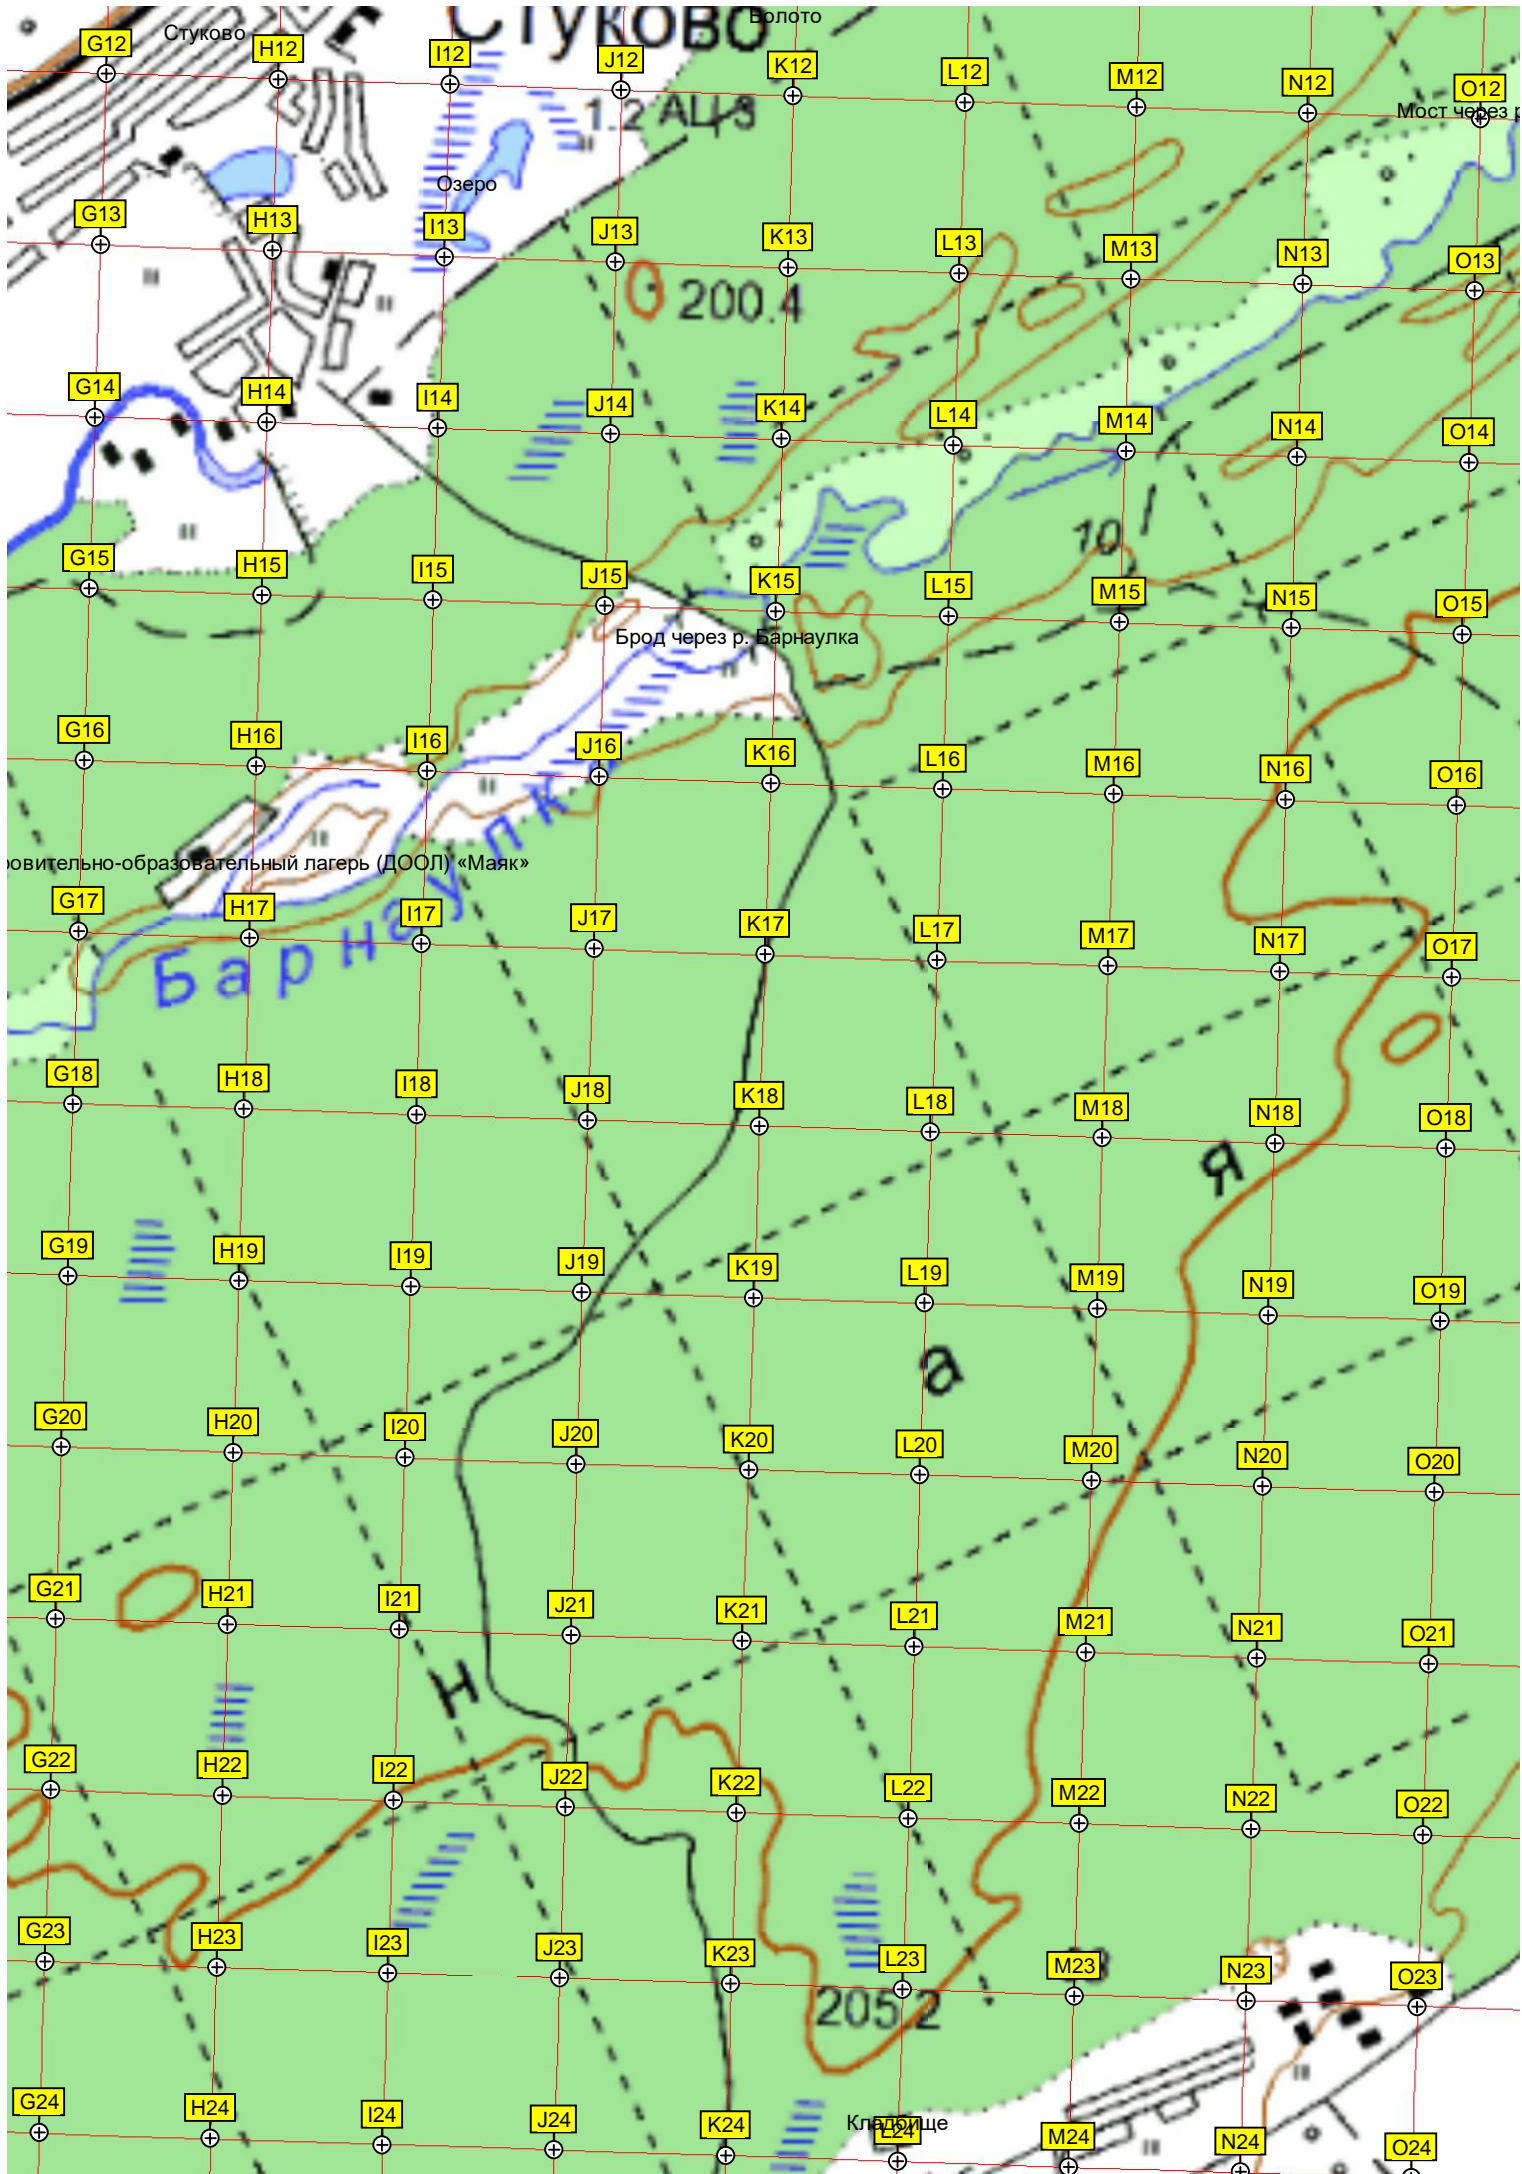 Стуково
Болото
Стуково
G12 H12 I12 J12 K12 L12 M12 N12 O12
1.2 АЦ 3
Мост через р
Озеро
G13 H13 I13 J13 K13 L13 M13 N13 O13
200.4
G14 H14 I14 J14 K14 L14 M14 N14 O14
10
G15 H15 I15 J15 K15 L15 M15 N15 O15
Брод через р. Барнаулка
G16 H16 I16 J16 K16 L16 M16 N16 O16
ровительно-образовательный лагерь (ДООЛ) «Маяк»
G17 H17 I17 J17 K17 L17 M17 N17 O17
Барнаулк
G18 H18 I18 J18 K18 L18 M18 N18 O18
я
G19 H19 I19 J19 K19 L19 M19 N19 O19
а
G20 H20 I20 J20 K20 L20 M20 N20 O20
G21 H21 I21 J21 K21 L21 M21 N21 O21
н
G22 H22 I22 J22 K22 L22 M22 N22 O22
G23 H23 I23 J23 K23 L23 M23 N23 O23
205.2
G24 H24 I24 J24 K24 L24 M24 N24 O24
Кладбище